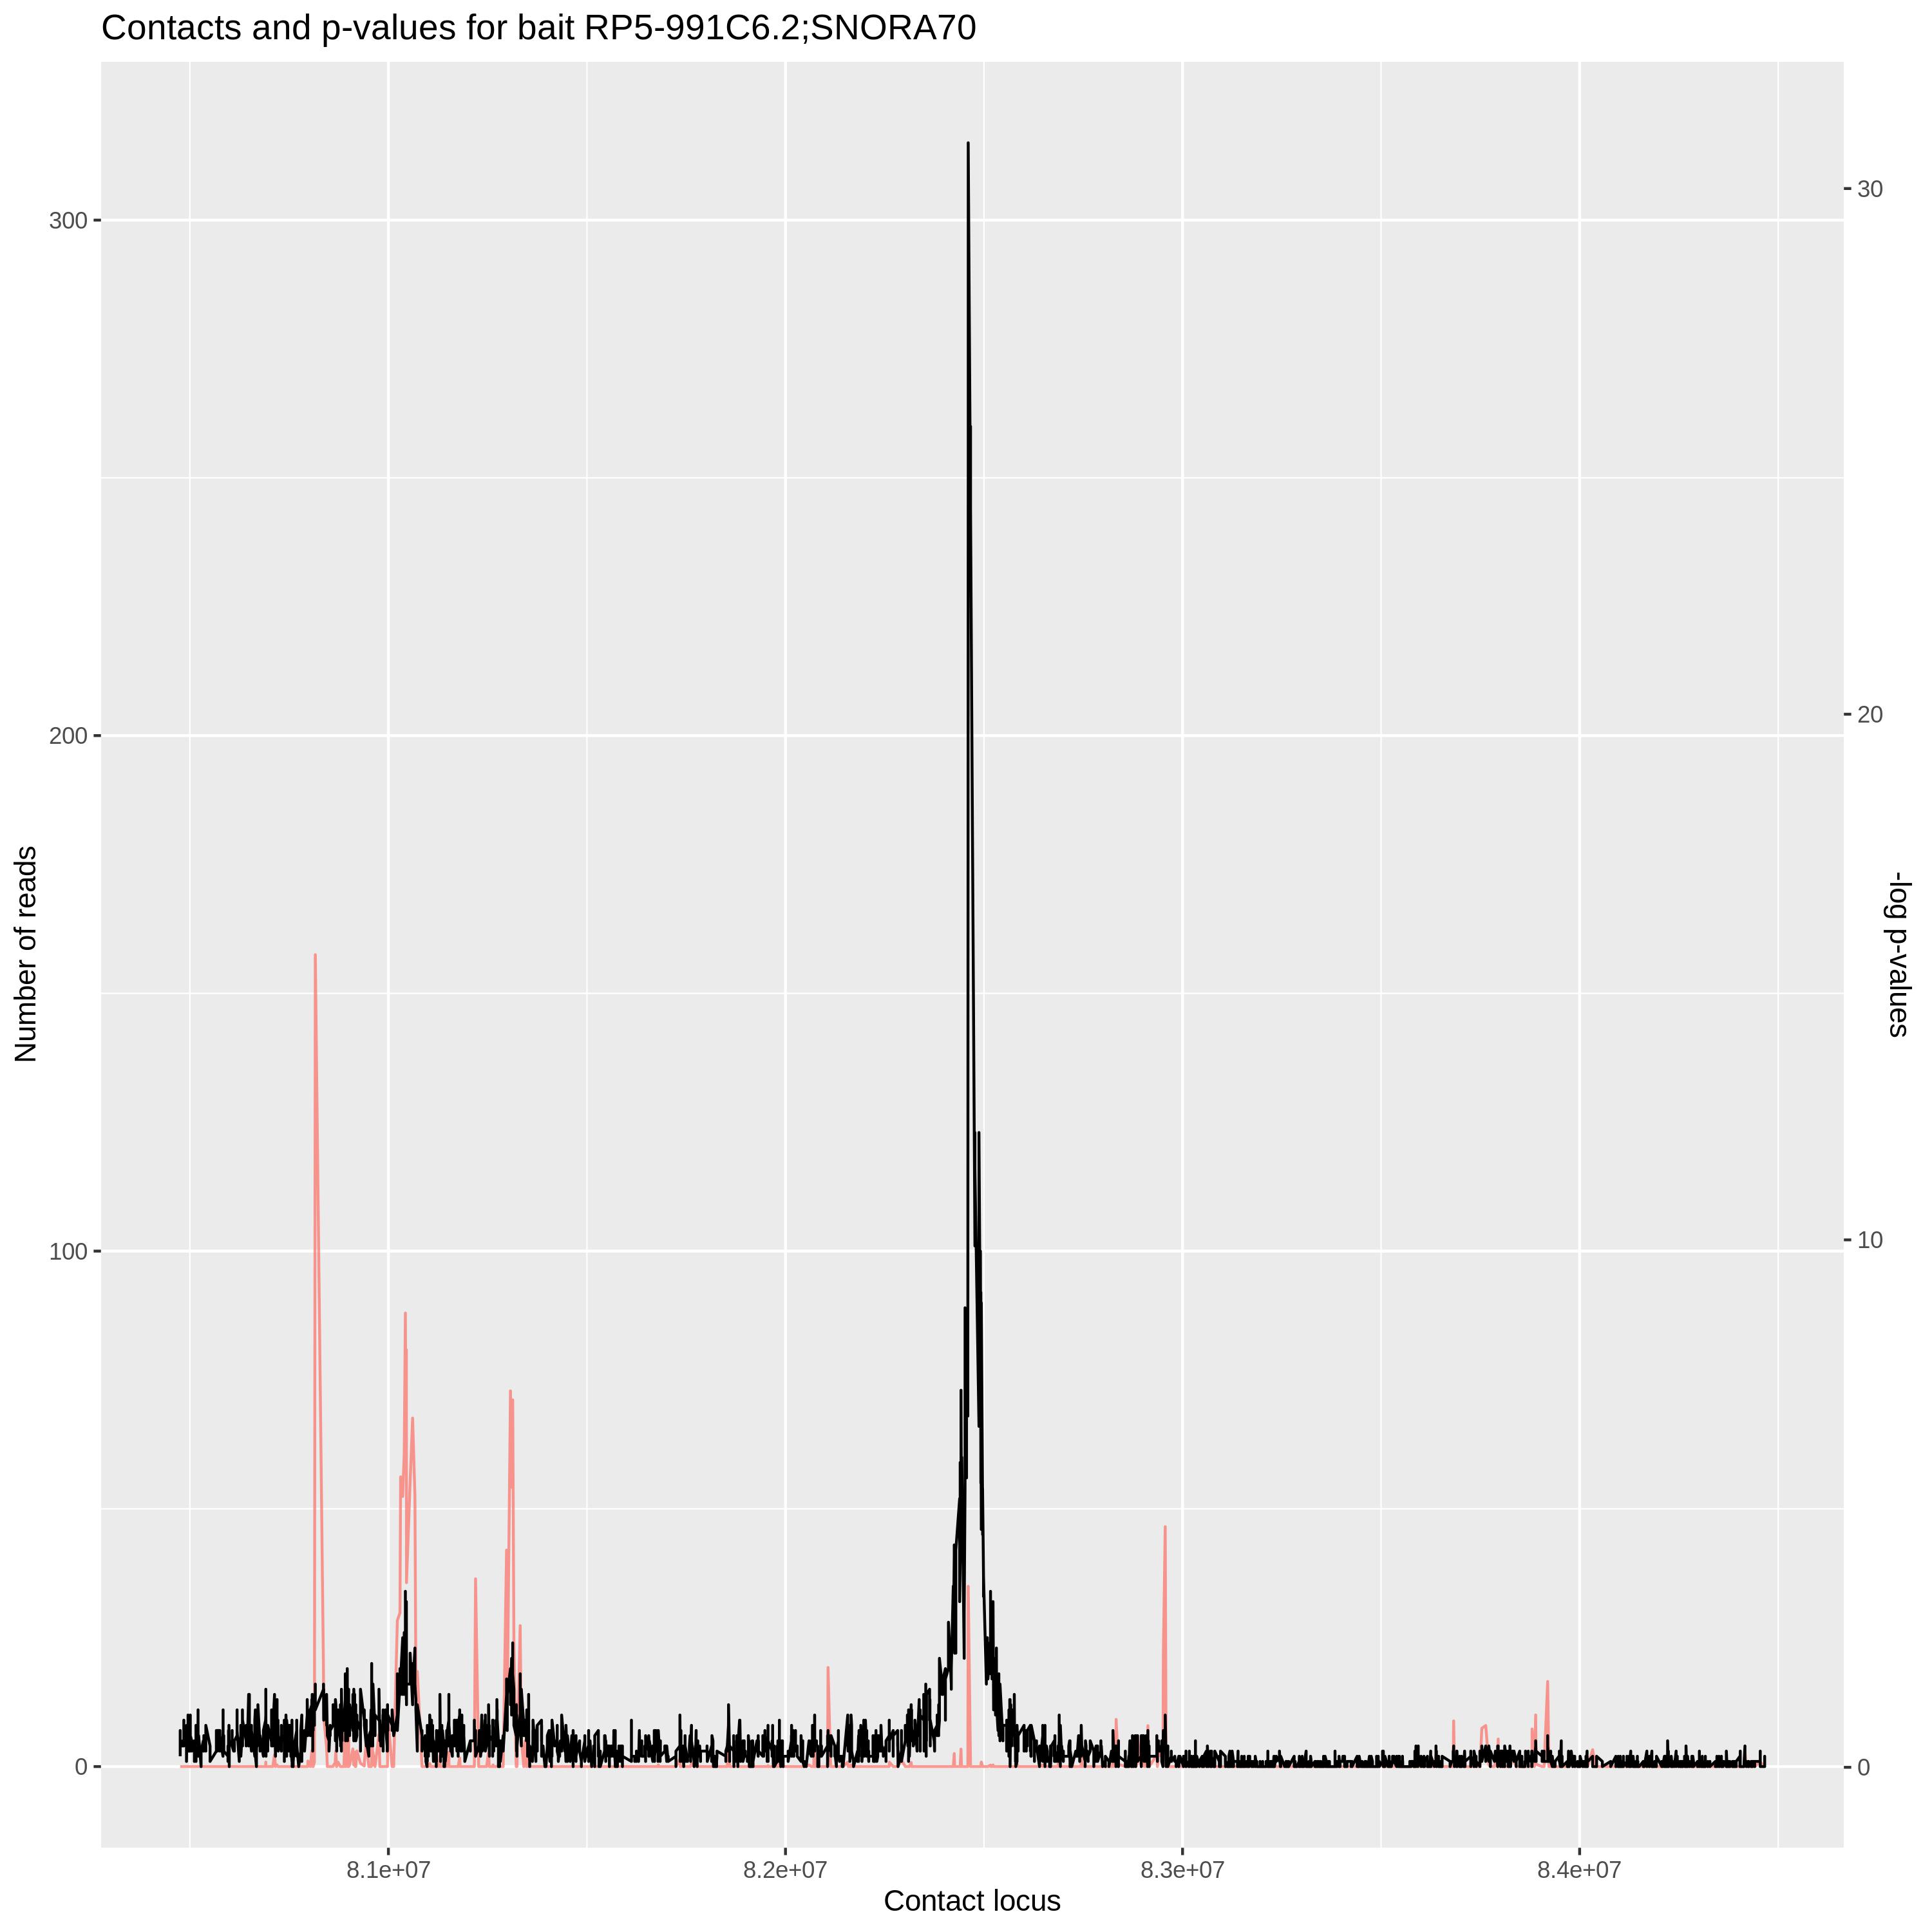 Contacts and p-values for bait RP5-991C6.2;SNORA70
300
200
100
0
30
20
10
0
Number of reads
-log p-values
8.1e+07 8.2e+07 8.3e+07 8.4e+07
Contact locus